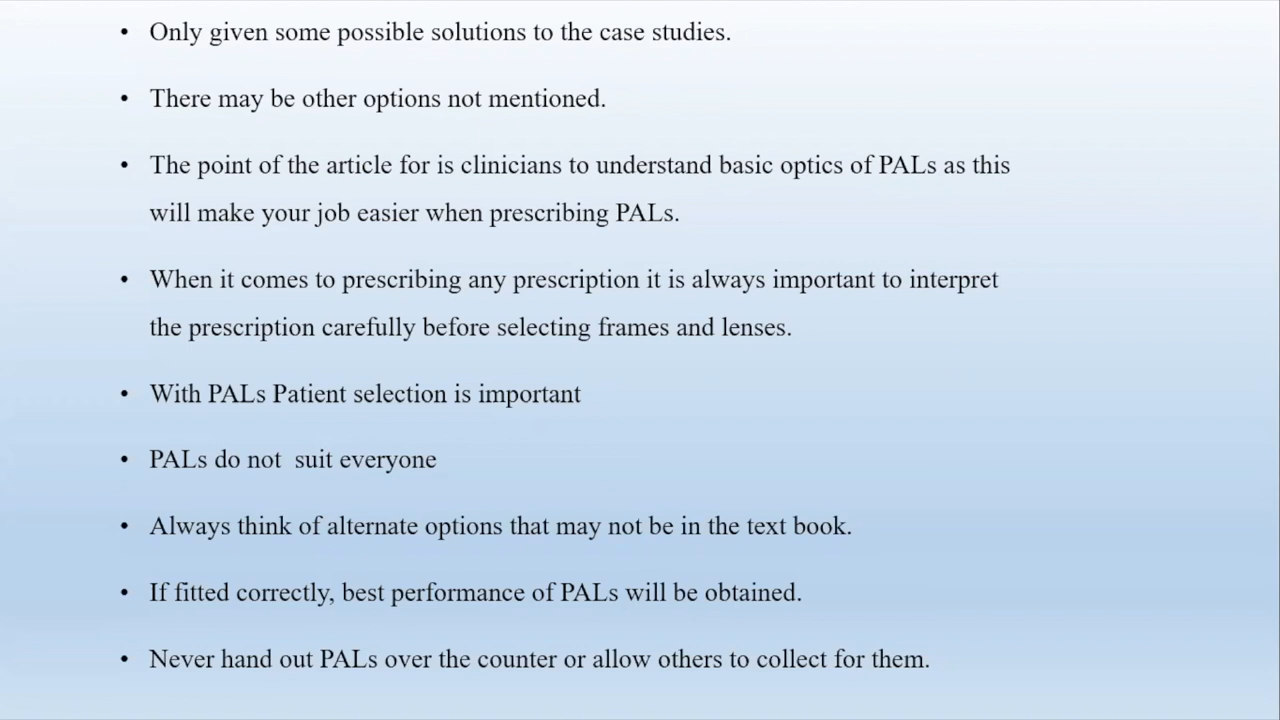 • Only given some possible solutions to the case studies.
• There may be other options not mentioned.
• The point of the article for is clinicians to understand basic optics of PALs as this
will make your job easier when prescribing PALs.
• When it comes to prescribing any prescription it is always important to interpret
the prescription carefully before selecting frames and lenses.
• With PALs Patient selection is important
• PALs do not  suit everyone
• Always think of alternate options that may not be in the text book.
• If fitted correctly, best performance of PALs will be obtained.
• Never hand out PALs over the counter or allow others to collect for them.